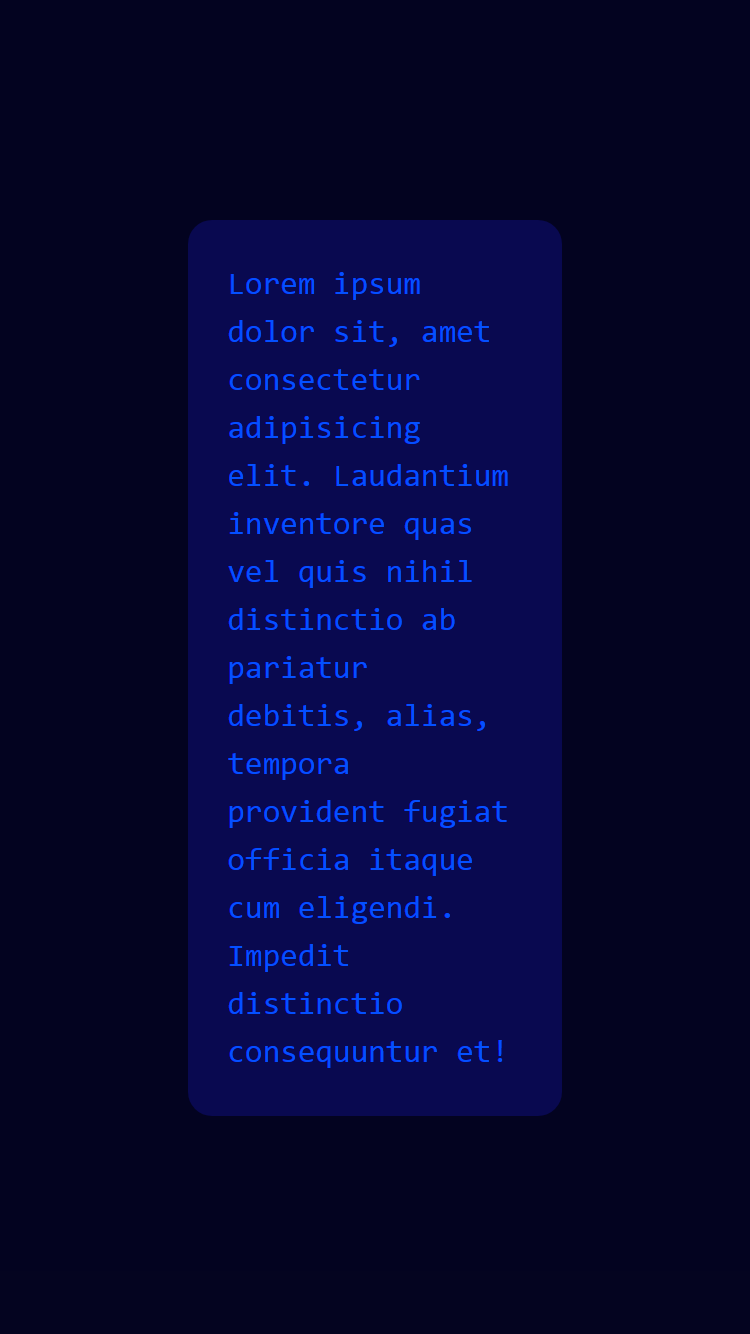 Lorem ipsum
dolor sit, amet
consectetur
adipisicing
elit. Laudantium
inventore quas
vel quis nihil
distinctio ab
pariatur
debitis, alias,
tempora
provident fugiat
officia itaque
cum eligendi.
Impedit
distinctio
consequuntur et!